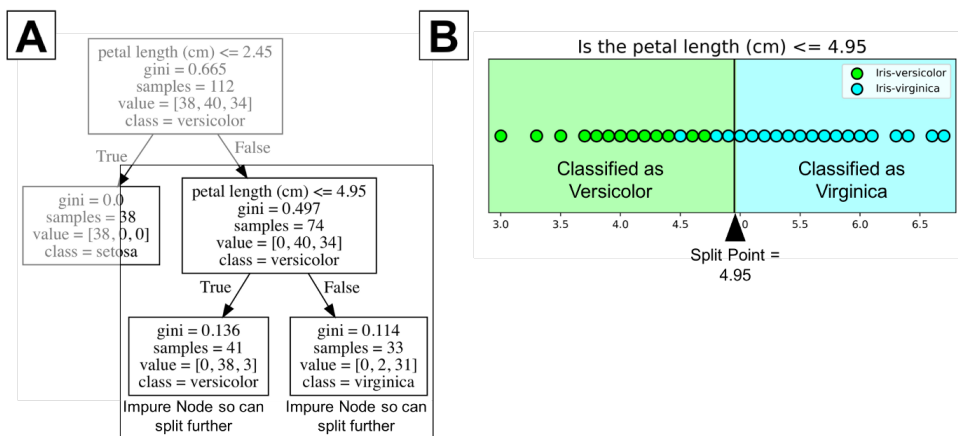 A
petal length (cm) <= 2.45
gini = 0.665
samples = 112
value = [38, 40, 34]
class = versicolor
True
False
gini = 0.0
samples = 38
value = [38, 0, 0]
class = setosa
petal length (cm) <= 4.95
gini = 0.497
samples = 74
value = [0, 40, 34]
class = versicolor
True
False
gini = 0.136
samples = 41
value = [0, 38, 3]
class = versicolor
Impure Node so can
split further
gini = 0.114
samples = 33
value = [0, 2, 31]
class = virginica
Impure Node so can
split further
B
Is the petal length (cm) <= 4.95
Iris-versicolor
Iris-virginica
Classified as
Versicolor
Classified as
Virginica
3.0 3.5 4.0 4.5 .0 5.5 6.0 6.5
Split Point =
4.95